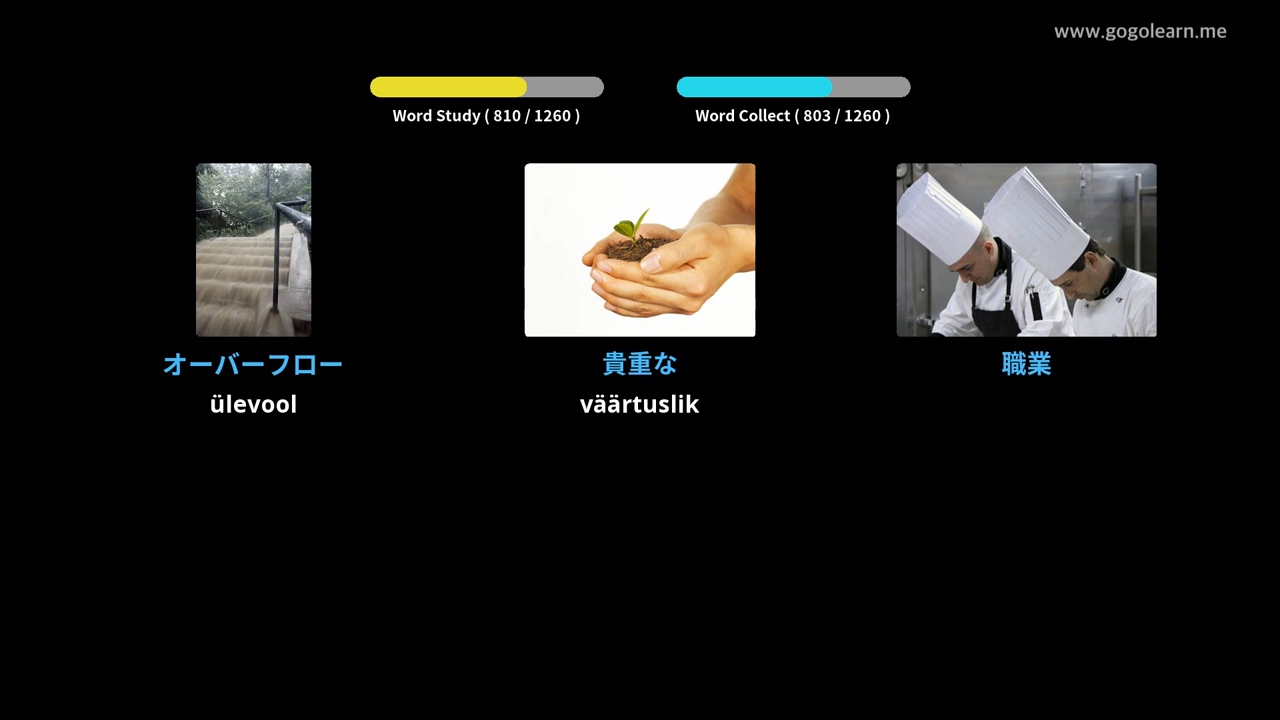 www.gogolearn.me
Word Study ( 810 / 1260 )
Word Collect ( 803 / 1260 )
オーバーフロー
貴重な
職業
ülevool
väärtuslik